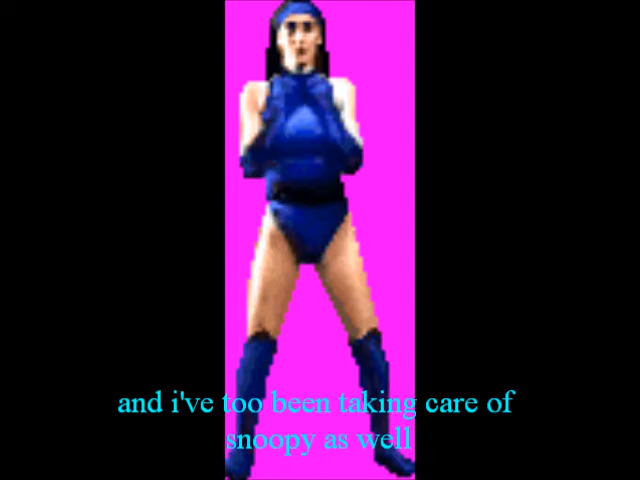 and i've too been taking care of
snoopy as well